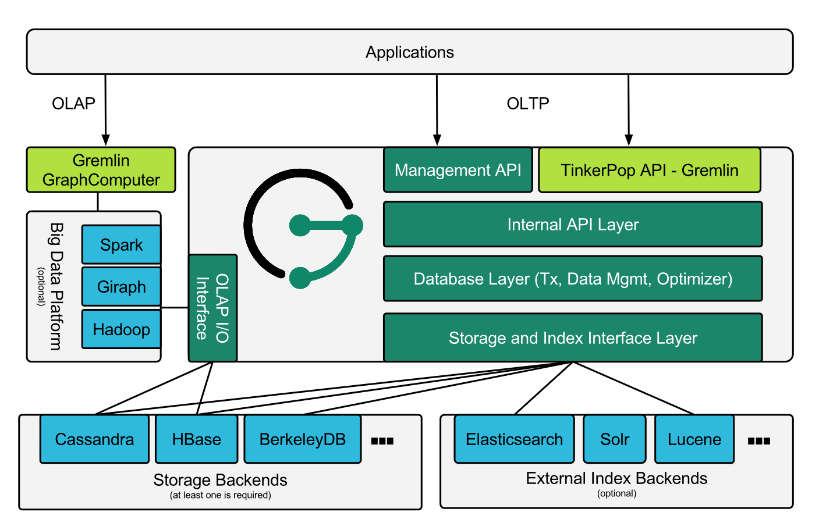 Applications
OLAP
OLTP
Gremlin
GraphComputer
Management API
TinkerPop API - Gremlin
Big Data Platform
(optional)
Spark
Giraph
Hadoop
OLAP I/O
Interface
Internal API Layer
Database Layer (Tx, Data Mgmt, Optimizer)
Storage and Index Interface Layer
Cassandra
HBase
BerkeleyDB
Storage Backends
(at least one is required)
Elasticsearch
Solr
Lucene
External Index Backends
(optional)